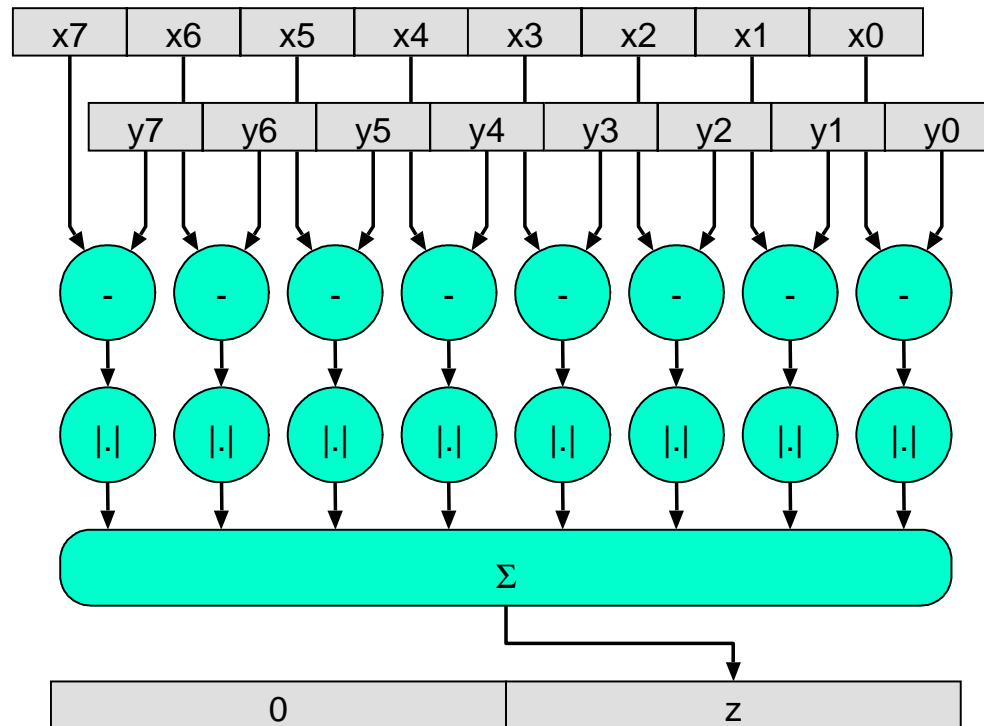 x7 x6 x5 x4 x3 x2 x1 x0
y7 y6 y5 y4 y3 y2 y1 y0
- - - - - - - -
|.| |.| |.| |.| |.| |.| |.| |.|
Σ
0 z